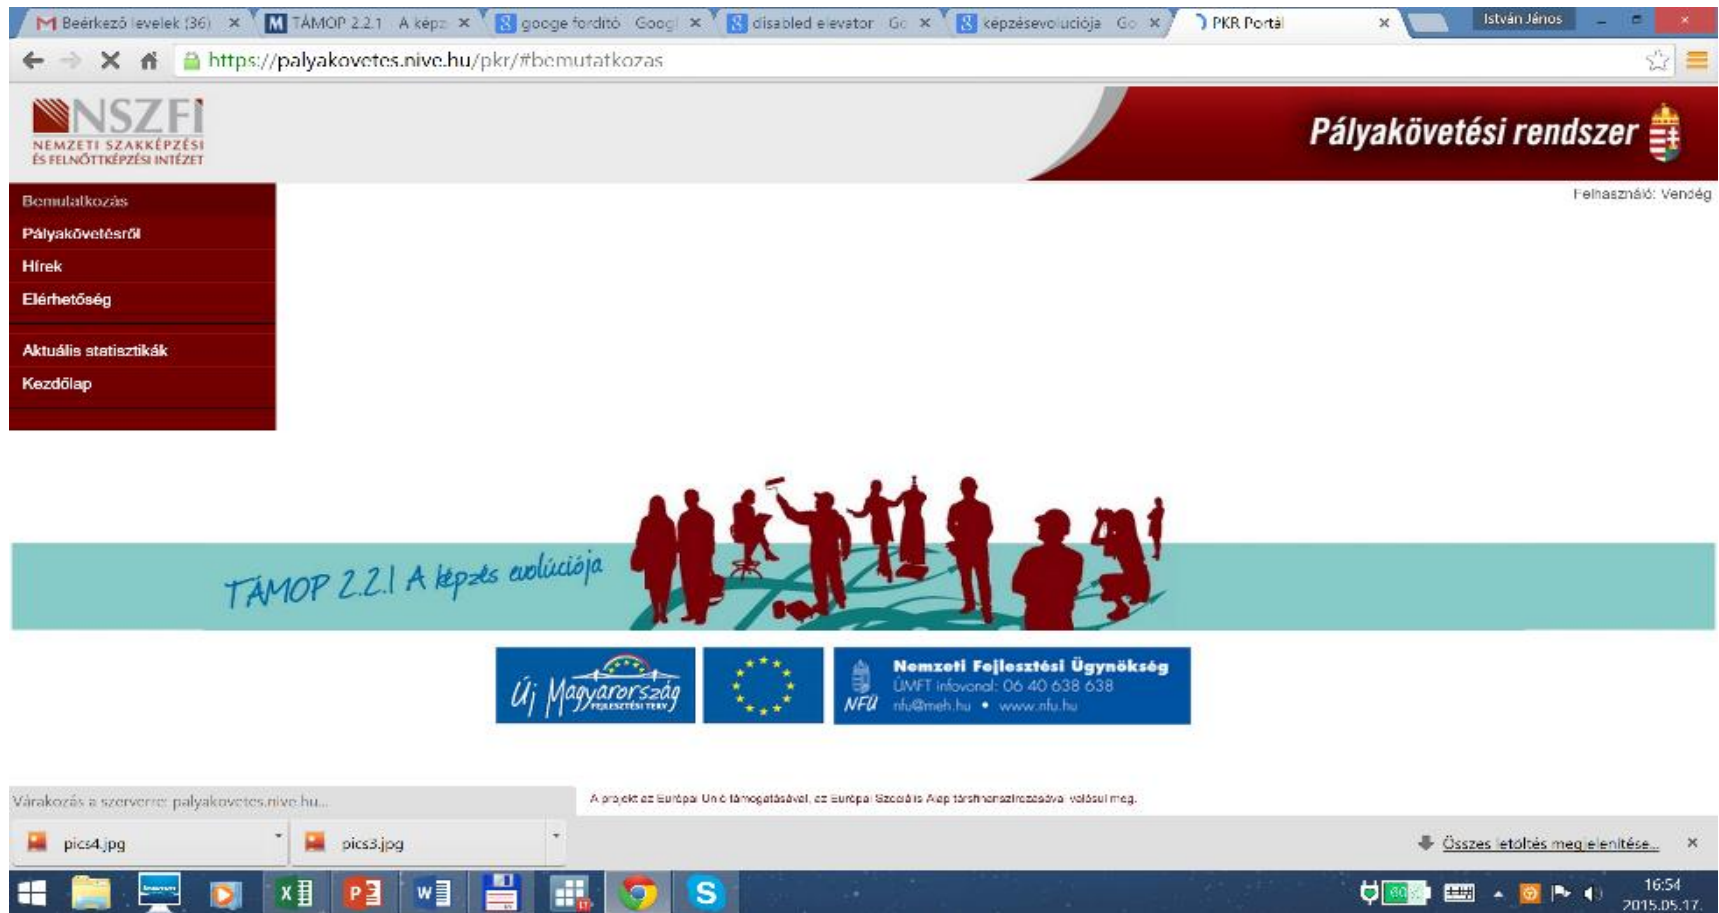 Beérkező levelek (36)
TÁMOP 2.2.1 A képz
googe fordító Googl
disabled elevator Go
képzésevoluciója Go
PKR Portál
István János
https://palyakovetes.nive.hu/pkr/#bemutatkozas
NSZFI
NEMZETI SZAKKÉPZÉSI
ÉS FELNŐTTKÉPZÉSI INTÉZET
Pályakövetési rendszer
Felhasználó: Vendég
Bemutatkozás
Pályakövetésről
Hírek
Elérhetőség
Aktuális statisztikák
Kezdőlap
TÁMOP 2.2.1 A képzés evolúciója
Új Magyarország
FEJLESZTÉSI TERV
NFÜ
Nemzeti Fejlesztési Ügynökség
ÚMFT infovonal: 06 40 638 638
nfu@meh.hu • www.nfu.hu
Várakozás a szerverre: palyakovetes.nive.hu...
A projekt az Európai Unió támogatásával, az Európai Szociális Alap társfinanszírozásával valósul meg.
pics4.jpg
pics3.jpg
Összes letöltés megjelenítése...
16:54
2015.05.17.